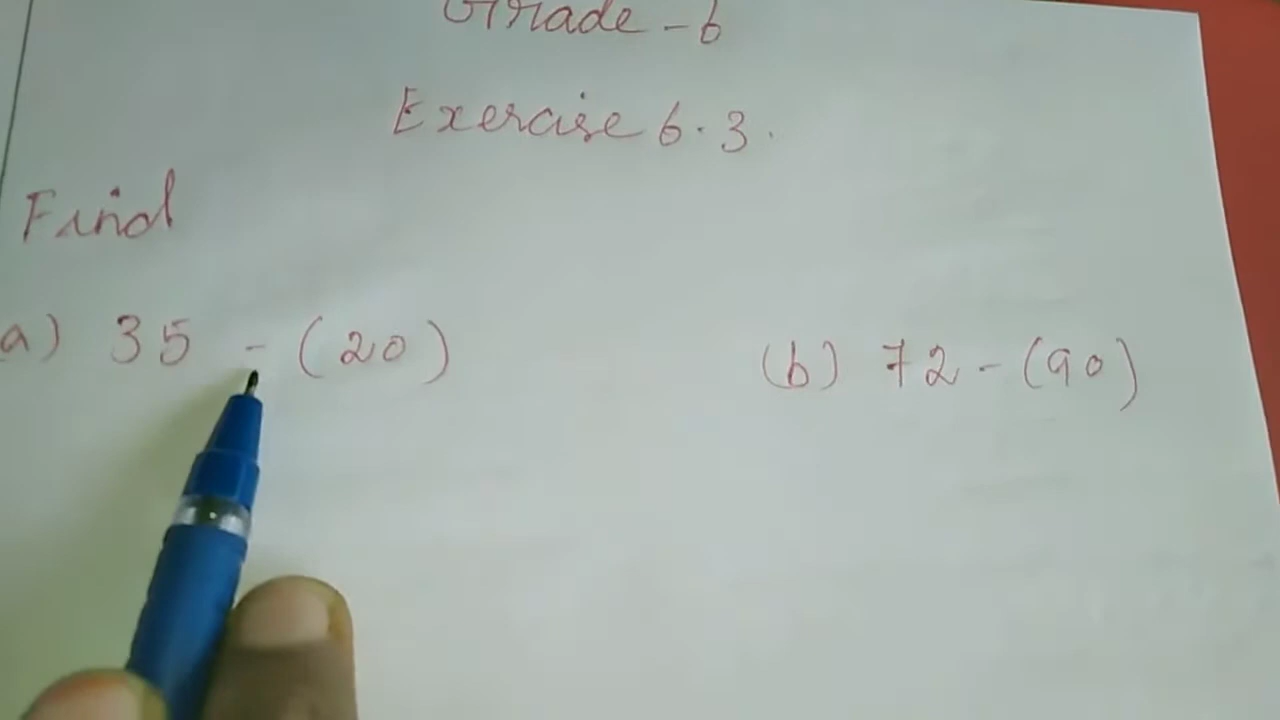 Grade - 6
Exercise 6.3.
Find
a) 35 - (20)
(b) 72 - (90)